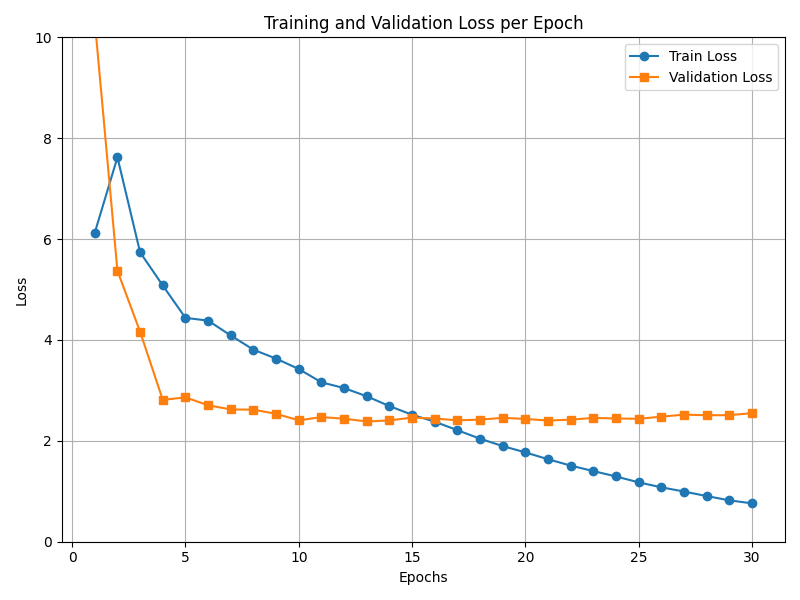 Training and Validation Loss per Epoch
10
8
6
4
2
0
Loss
Train Loss
Validation Loss
0 5 10 15 20 25 30
Epochs